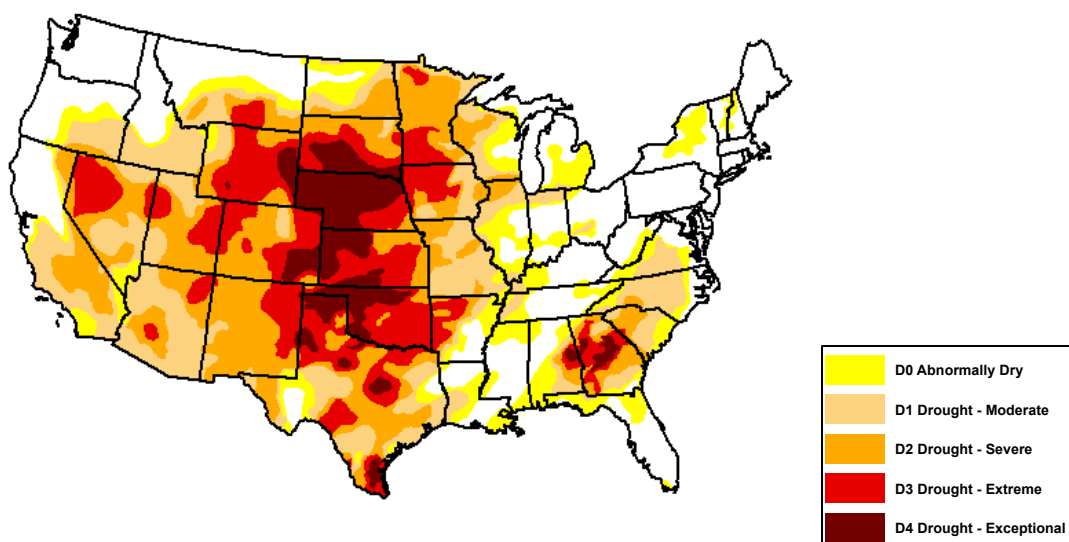 D0 Abnormally Dry
D1 Drought - Moderate
D2 Drought - Severe
D3 Drought - Extreme
D4 Drought - Exceptional